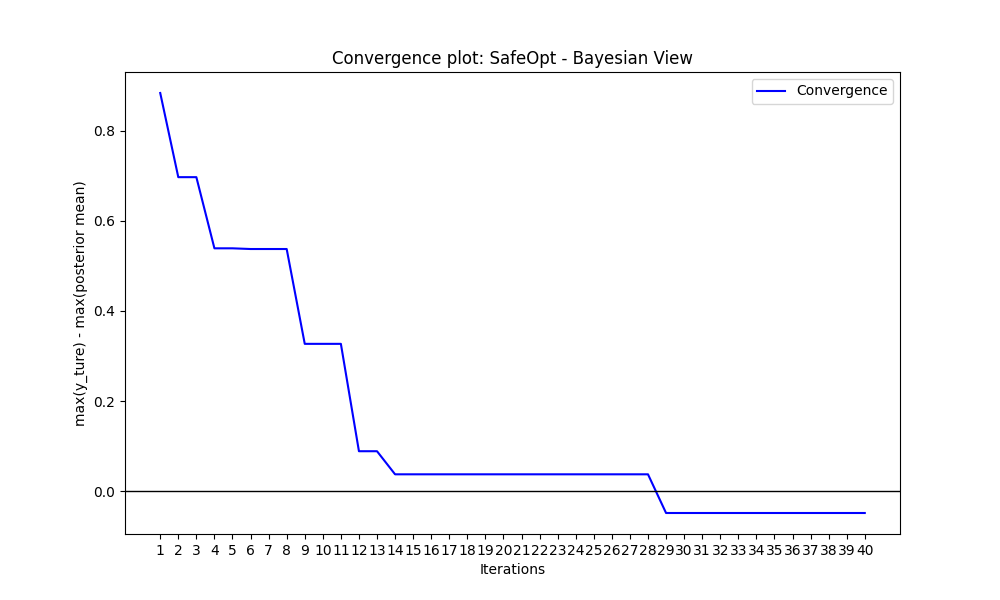 Convergence plot: SafeOpt - Bayesian View
Convergence
max(y_ture) - max(posterior mean)
0.8
0.6
0.4
0.2
0.0
1 2 3 4 5 6 7 8 9 10 11 12 13 14 15 16 17 18 19 20 21 22 23 24 25 26 27 28 29 30 31 32 33 34 35 36 37 38 39 40
Iterations